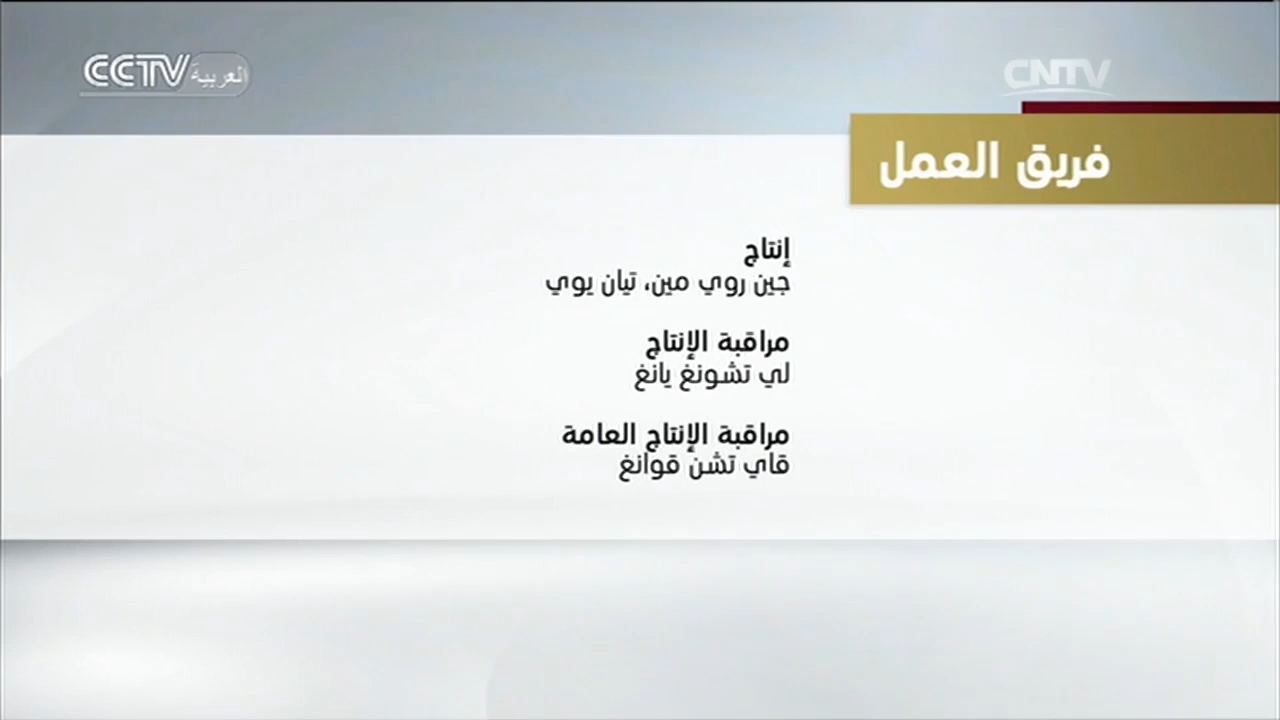 CCTV العربية
CNTV
فريق العمل
إنتاج
جين روي مين، تيان يوي
مراقبة الإنتاج
لي تشونغ يانغ
مراقبة الإنتاج العامة
قاي تشن قوانغ